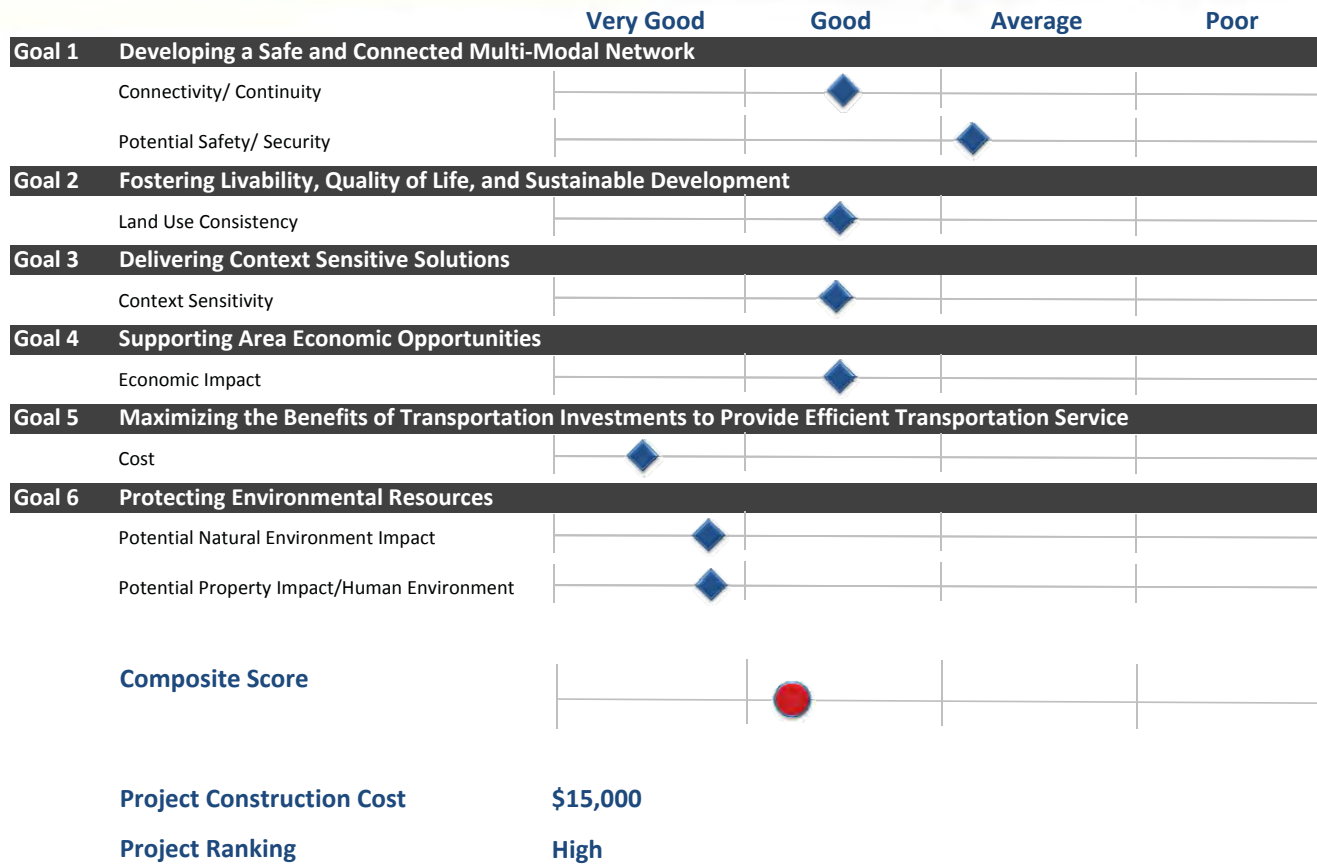 Very Good Good Average Poor
Goal 1 Developing a Safe and Connected Multi-Modal Network
Connectivity/ Continuity
Potential Safety/ Security
Goal 2 Fostering Livability, Quality of Life, and Sustainable Development
Land Use Consistency
Goal 3 Delivering Context Sensitive Solutions
Context Sensitivity
Goal 4 Supporting Area Economic Opportunities
Economic Impact
Goal 5 Maximizing the Benefits of Transportation Investments to Provide Efficient Transportation Service
Cost
Goal 6 Protecting Environmental Resources
Potential Natural Environment Impact
Potential Property Impact/Human Environment
Composite Score
Project Construction Cost $15,000
Project Ranking High